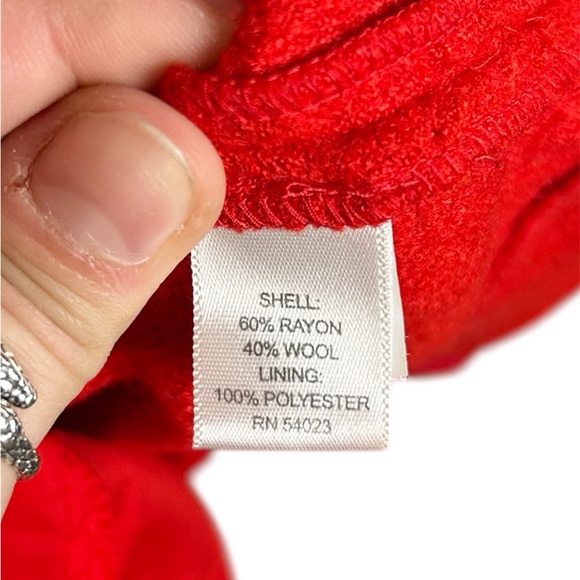 SHELL:
60% RAYON
40% WOOL
LINING:
100% POLYESTER
RN 54023